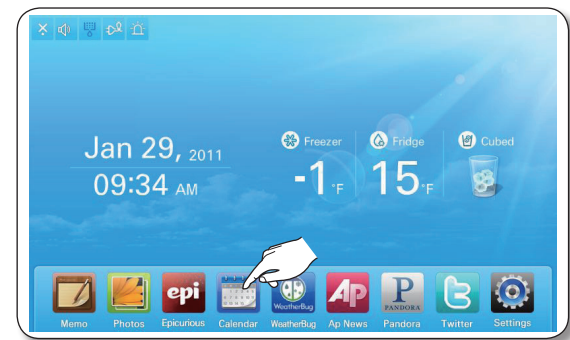 Freezer
Fridge
Cubed
Jan 29, 2011
09:34 AM
-1 °F
15 °F
epi
WeatherBug
Ap
P
PANDORA
t
Memo
Photos
Epicurious
Calendar
WeatherBug
Ap News
Pandora
Twitter
Settings